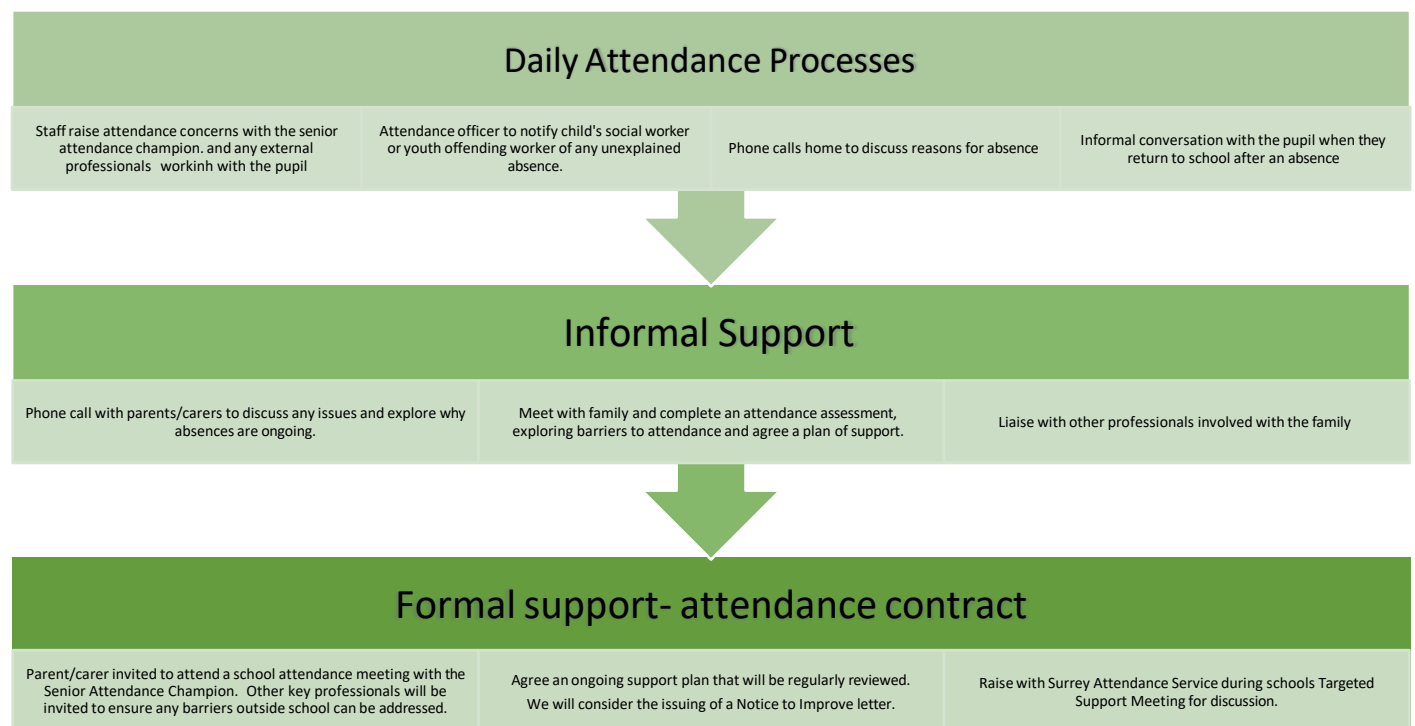 Daily Attendance Processes
Staff raise attendance concerns with the senior
attendance champion. and any external
professionals workinh with the pupil
Attendance officer to notify child's social worker
or youth offending worker of any unexplained
absence.
Phone calls home to discuss reasons for absence
Informal conversation with the pupil when they
return to school after an absence
Informal Support
Phone call with parents/carers to discuss any issues and explore why
absences are ongoing.
Meet with family and complete an attendance assessment,
exploring barriers to attendance and agree a plan of support.
Liaise with other professionals involved with the family
Formal support- attendance contract
Parent/carer invited to attend a school attendance meeting with the
Senior Attendance Champion. Other key professionals will be
invited to ensure any barriers outside school can be addressed.
Agree an ongoing support plan that will be regularly reviewed.
We will consider the issuing of a Notice to Improve letter.
Raise with Surrey Attendance Service during schools Targeted
Support Meeting for discussion.